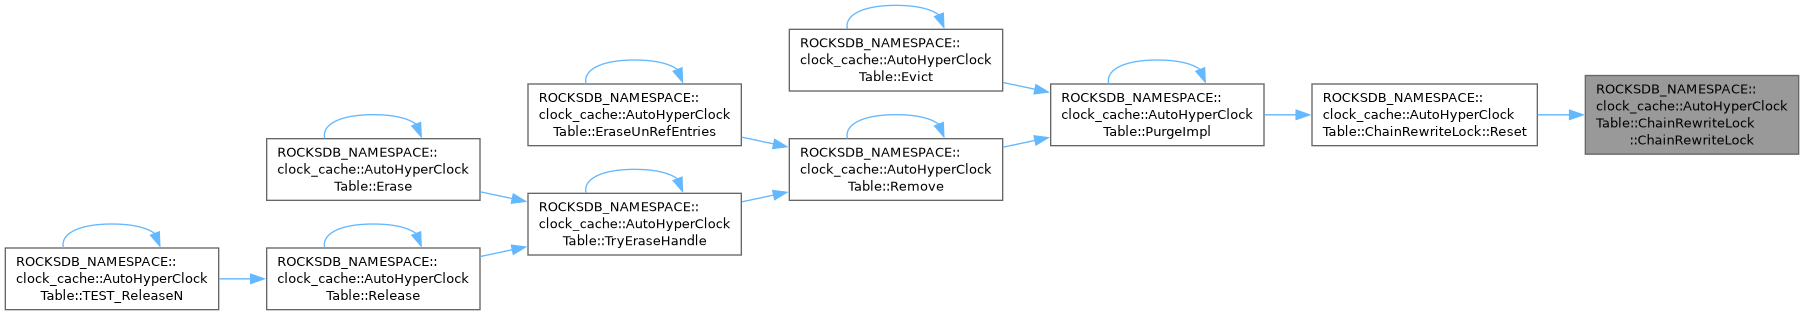 ROCKSDB_NAMESPACE::
clock_cache::AutoHyperClock
Table::TEST_ReleaseN
ROCKSDB_NAMESPACE::
clock_cache::AutoHyperClock
Table::Erase
ROCKSDB_NAMESPACE::
clock_cache::AutoHyperClock
Table::Release
ROCKSDB_NAMESPACE::
clock_cache::AutoHyperClock
Table::EraseUnRefEntries
ROCKSDB_NAMESPACE::
clock_cache::AutoHyperClock
Table::TryEraseHandle
ROCKSDB_NAMESPACE::
clock_cache::AutoHyperClock
Table::Evict
ROCKSDB_NAMESPACE::
clock_cache::AutoHyperClock
Table::Remove
ROCKSDB_NAMESPACE::
clock_cache::AutoHyperClock
Table::PurgeImpl
ROCKSDB_NAMESPACE::
clock_cache::AutoHyperClock
Table::ChainRewriteLock::Reset
ROCKSDB_NAMESPACE::
clock_cache::AutoHyperClock
Table::ChainRewriteLock
::ChainRewriteLock